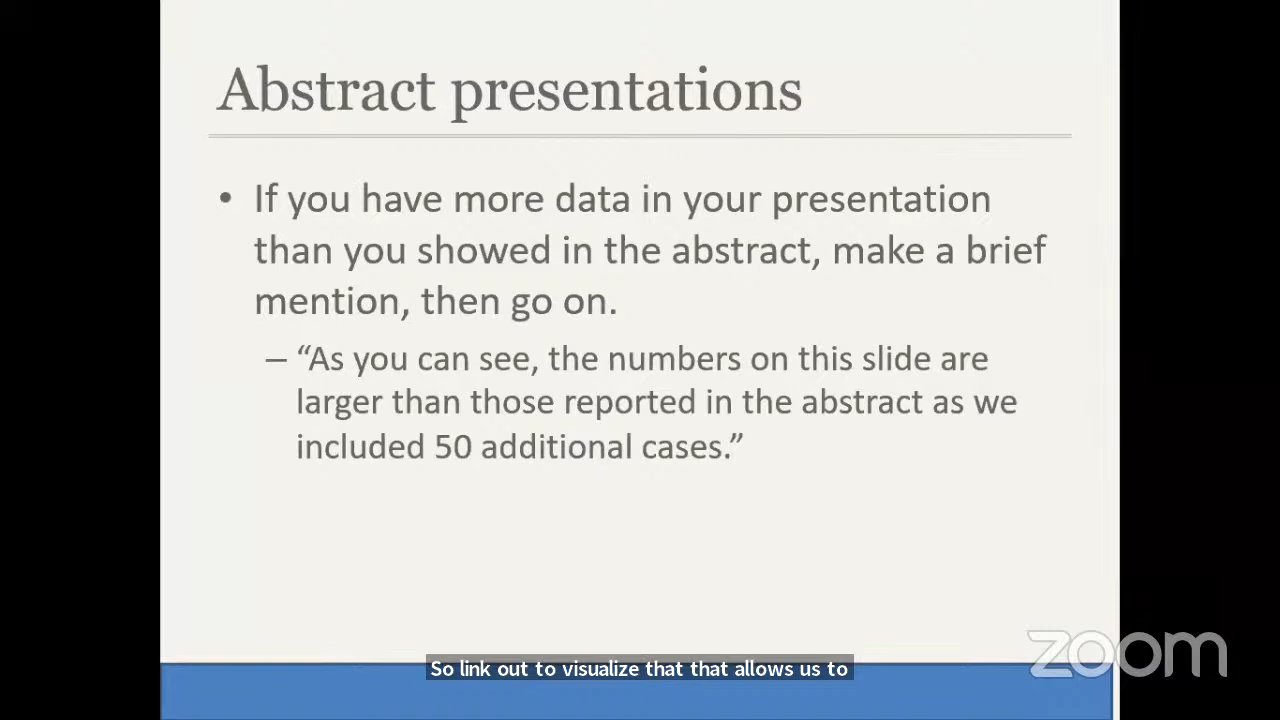 Abstract presentations
• If you have more data in your presentation
than you showed in the abstract, make a brief
mention, then go on.
– “As you can see, the numbers on this slide are
larger than those reported in the abstract as we
included 50 additional cases.”
zoom
So link out to visualize that that allows us to